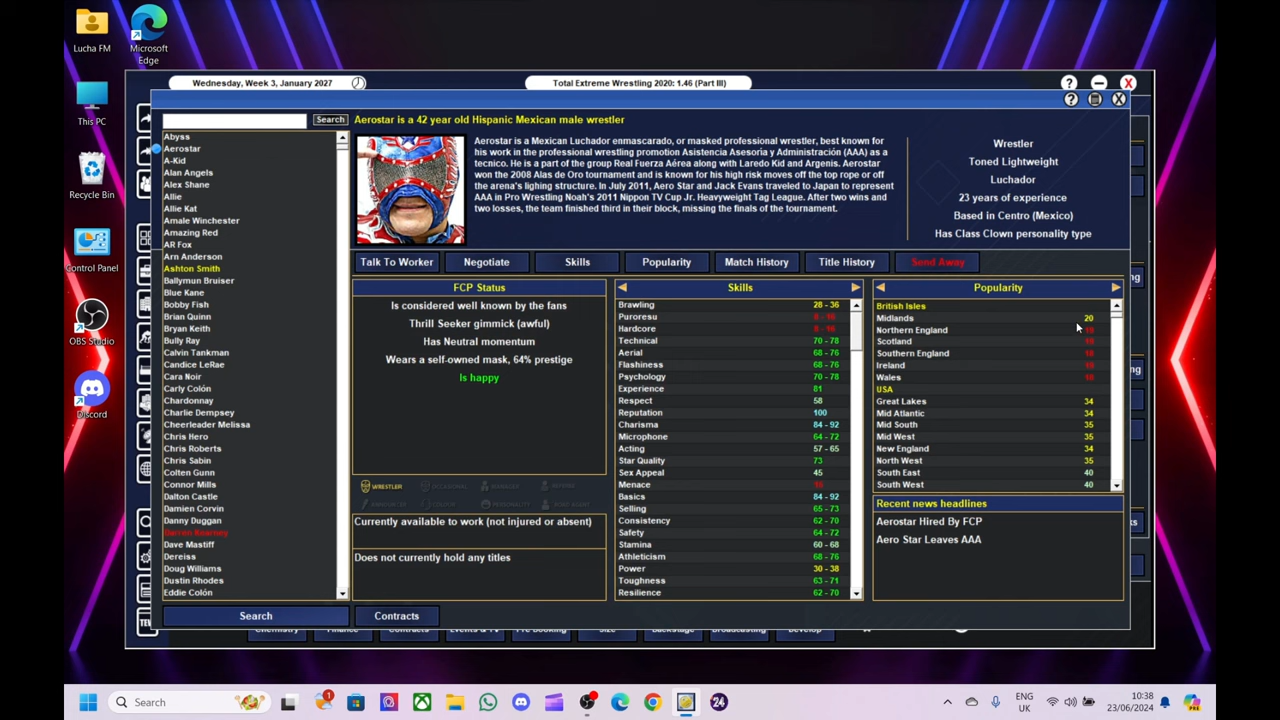 Lucha FM
Microsoft
Edge
This PC
Recycle Bin
Control Panel
OBS Studio
Discord
Wednesday, Week 3, January 2027
Total Extreme Wrestling 2020: 1.46 (Part III)
?
X
?
X
Search
Aerostar is a 42 year old Hispanic Mexican male wrestler
Abyss
Aerostar
A-Kid
Alan Angels
Alex Shane
Allie
Allie Kat
Amale Winchester
Amazing Red
AR Fox
Arn Anderson
Ashton Smith
Ballymun Bruiser
Blue Kane
Bobby Fish
Brian Quinn
Bryan Keith
Bully Ray
Calvin Tankman
Candice LeRae
Cara Noir
Carly Colón
Chardonnay
Charlie Dempsey
Cheerleader Melissa
Chris Hero
Chris Roberts
Chris Sabin
Colten Gunn
Connor Mills
Dalton Castle
Damien Corvin
Danny Duggan
Darren Kearney
Dave Mastiff
Dereiss
Doug Williams
Dustin Rhodes
Eddie Colón
Search
Contracts
Aerostar is a Mexican Luchador enmascarado, or masked professional wrestler, best known for
his work in the professional wrestling promotion Asistencia Asesoría y Administración (AAA) as a
tecnico. He is a part of the group Real Fuerza Aérea along with Laredo Kid and Argenis. Aerostar
won the 2008 Alas de Oro tournament and is known for his high risk moves off the top rope or off
the arena's lighing structure. In July 2011, Aero Star and Jack Evans traveled to Japan to represent
AAA in Pro Wrestling Noah's 2011 Nippon TV Cup Jr. Heavyweight Tag League. After two wins and
two losses, the team finished third in their block, missing the finals of the tournament.
Wrestler
Toned Lightweight
Luchador
23 years of experience
Based in Centro (Mexico)
Has Class Clown personality type
Talk To Worker
Negotiate
Skills
Popularity
Match History
Title History
Send Away
FCP Status
Is considered well known by the fans
Thrill Seeker gimmick (awful)
Has Neutral momentum
Wears a self-owned mask, 64% prestige
Is happy
WRESTLER
OCCASIONAL
MANAGER
REFEREE
Currently available to work (not injured or absent)
Does not currently hold any titles
Skills
Brawling 28 - 36
Puroresu 8 - 16
Hardcore 8 - 16
Technical 70 - 78
Aerial 68 - 76
Flashiness 68 - 76
Psychology 70 - 78
Experience 81
Respect 58
Reputation 100
Charisma 84 - 92
Microphone 64 - 72
Acting 57 - 65
Star Quality 73
Sex Appeal 45
Menace
Basics 84 - 92
Selling 65 - 73
Consistency 62 - 70
Safety 64 - 72
Stamina 60 - 68
Athleticism 68 - 76
Power 30 - 38
Toughness 63 - 71
Resilience 62 - 70
Popularity
British Isles
Midlands 20
Northern England
Scotland
Southern England
Ireland
Wales
USA
Great Lakes 34
Mid Atlantic 34
Mid South 35
Mid West 35
New England 34
North West 35
South East 40
South West 40
Recent news headlines
Aerostar Hired By FCP
Aero Star Leaves AAA
Chemistry
Finance
Contracts
Events & TV
Pre-Booking
Size
Backstage
Broadcasting
Develop
Search
1
24
ENG
UK
10:38
23/06/2024